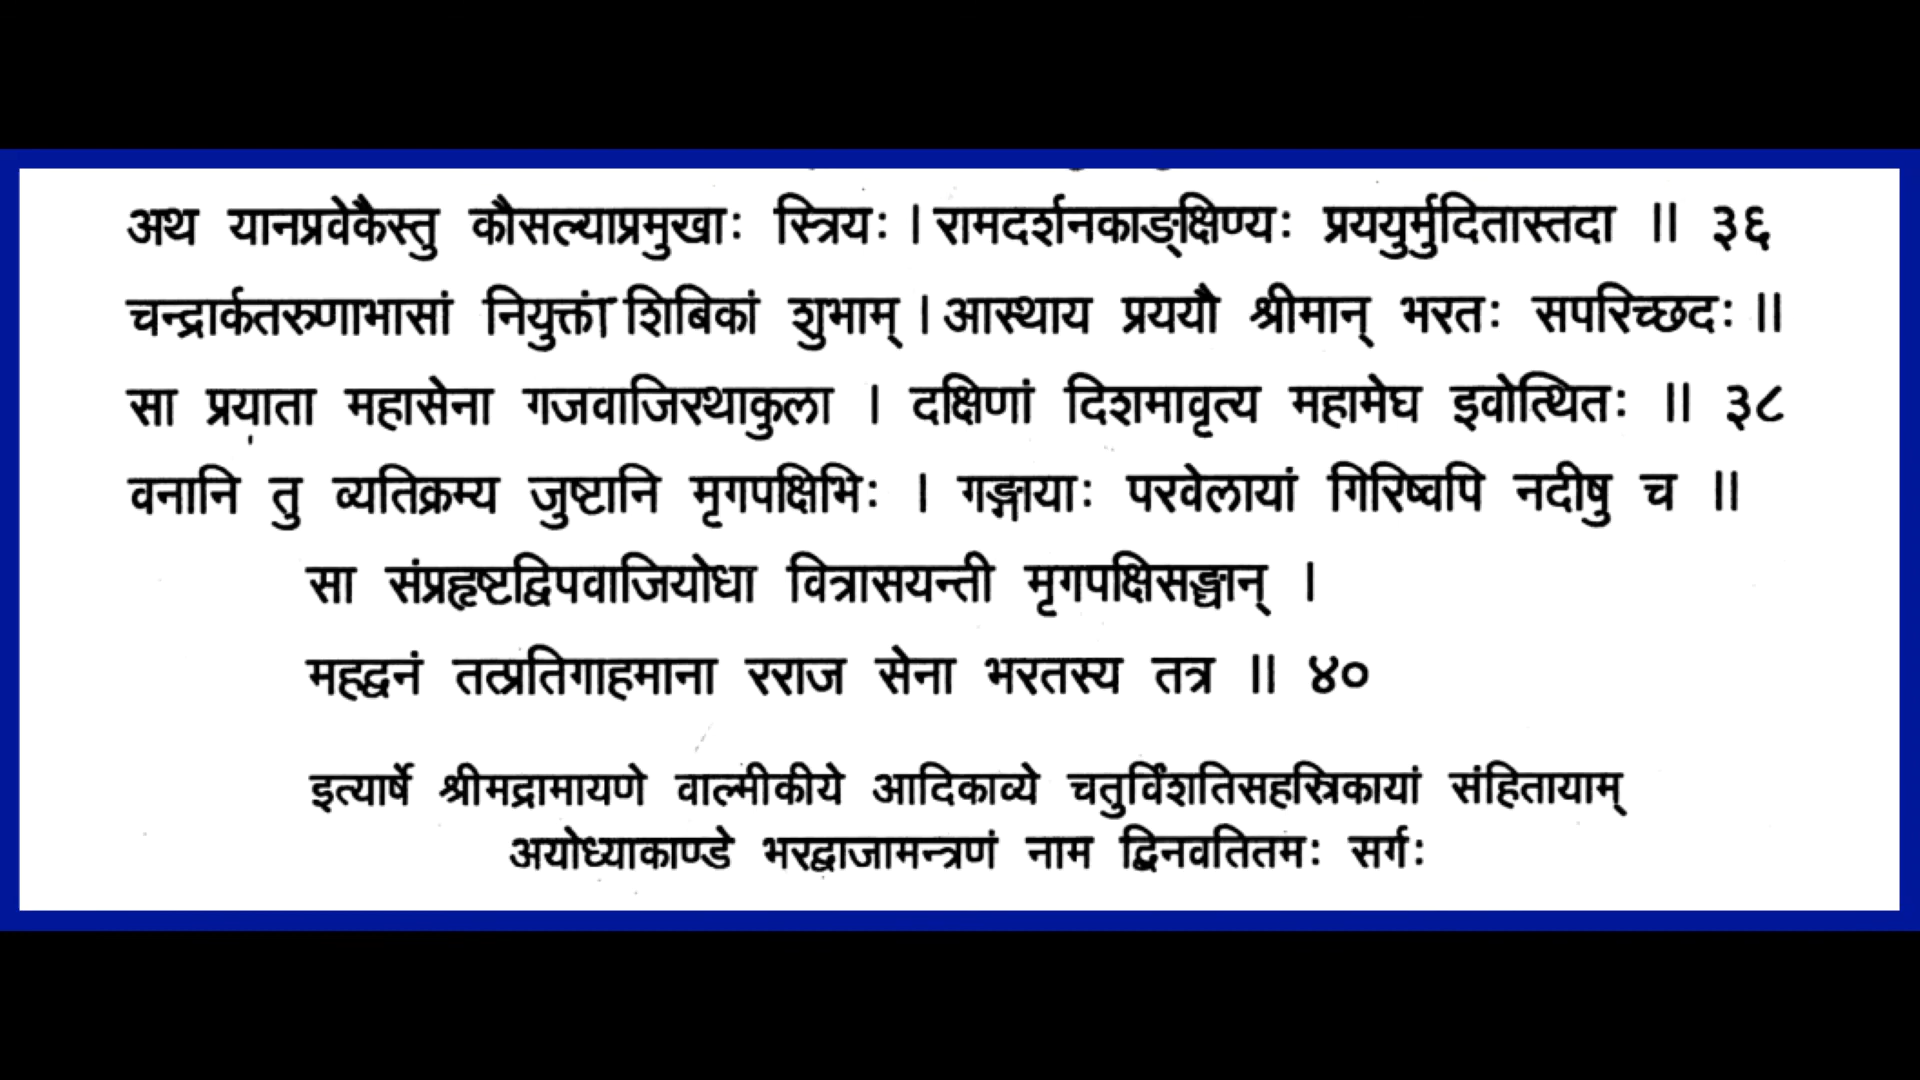 अथ यानप्रवेकैस्तु कौसल्याप्रमुखाः स्त्रियः । रामदर्शनकाङ्क्षिण्यः प्रययुर्मुदितास्तदा ॥ ३६
चन्द्रार्कतरुणाभासां नियुक्तां शिबिकां शुभाम् । आस्थाय प्रययौ श्रीमान् भरतः सपरिच्छदः ॥
सा प्रयाता महासेना गजवाजिरथाकुला । दक्षिणां दिशमावृत्य महामेघ इवोत्थितः ॥ ३८
वनानि तु व्यतिक्रम्य जुष्टानि मृगपक्षिभिः । गङ्गायाः परवेलायां गिरिष्वपि नदीषु च ॥
सा संप्रहृष्टद्विपवाजियोधा वित्रासयन्ती मृगपक्षिसङ्घान् ।
महद्वनं तत्प्रतिगाहमाना रराज सेना भरतस्य तत्र ॥ ४०
इत्यार्षे श्रीमद्रामायणे वाल्मीकीये आदिकाव्ये चतुर्विंशतिसहस्रिकायां संहितायाम्
अयोध्याकाण्डे भरद्वाजामन्त्रणं नाम द्विनवतितमः सर्गः